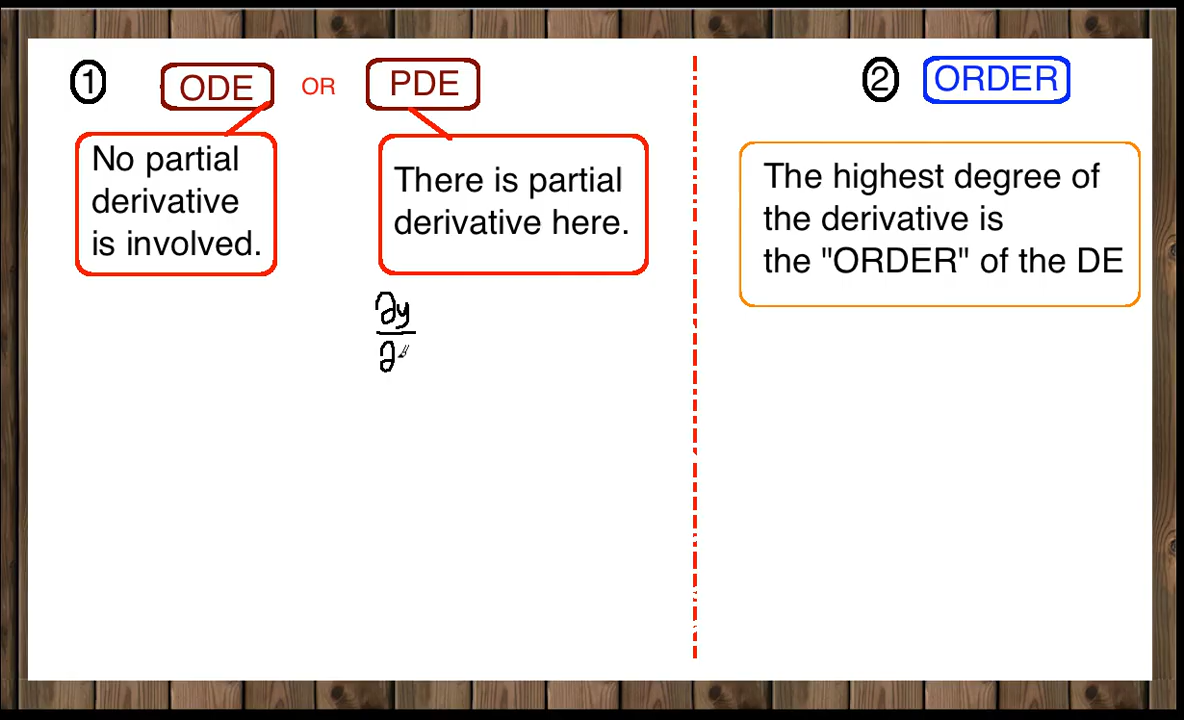 1 ODE OR PDE
No partial
derivative
is involved.
There is partial
derivative here.
∂y
∂
2 ORDER
The highest degree of
the derivative is
the "ORDER" of the DE